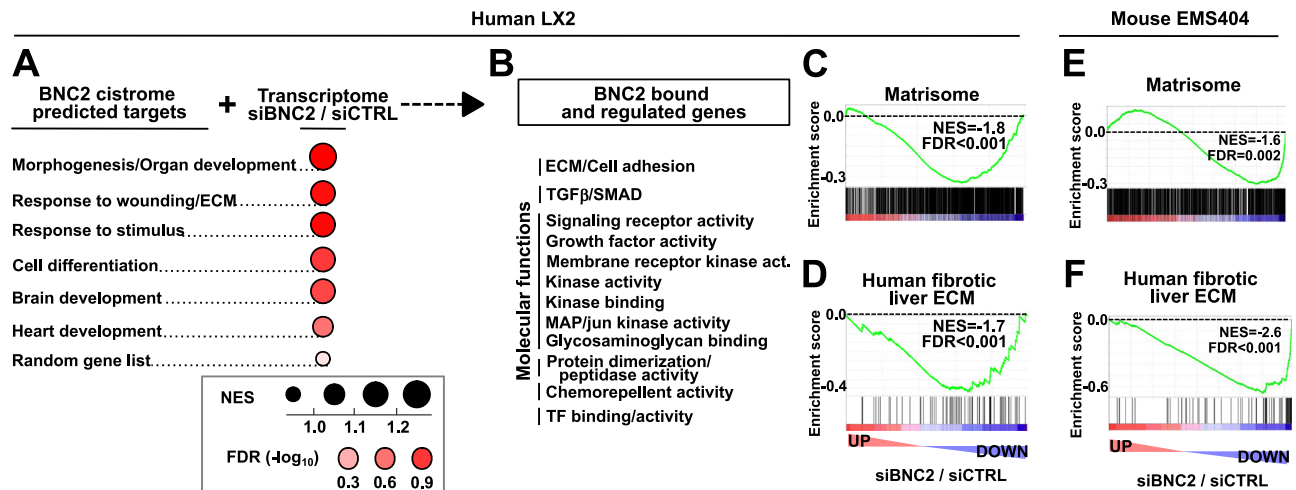 Human LX2
Mouse EMS404
A
BNC2 cistrome
predicted targets
+
Transcriptome
siBNC2 / siCTRL
Morphogenesis/Organ development
Response to wounding/ECM
Response to stimulus
Cell differentiation
Brain development
Heart development
Random gene list
NES
1.0 1.1 1.2
FDR (-log10)
0.3 0.6 0.9
B
BNC2 bound
and regulated genes
Molecular functions
ECM/Cell adhesion
TGFβ/SMAD
Signaling receptor activity
Growth factor activity
Membrane receptor kinase act.
Kinase activity
Kinase binding
MAP/jun kinase activity
Glycosaminoglycan binding
Protein dimerization/
peptidase activity
Chemorepellent activity
TF binding/activity
C
Matrisome
Enrichment score
0.0
-0.3
NES=-1.8
FDR<0.001
D
Human fibrotic
liver ECM
Enrichment score
0.0
-0.4
NES=-1.7
FDR<0.001
UP
DOWN
siBNC2 / siCTRL
E
Matrisome
Enrichment score
0.0
-0.3
NES=-1.6
FDR=0.002
F
Human fibrotic
liver ECM
Enrichment score
0.0
-0.6
NES=-2.6
FDR<0.001
UP
DOWN
siBNC2 / siCTRL